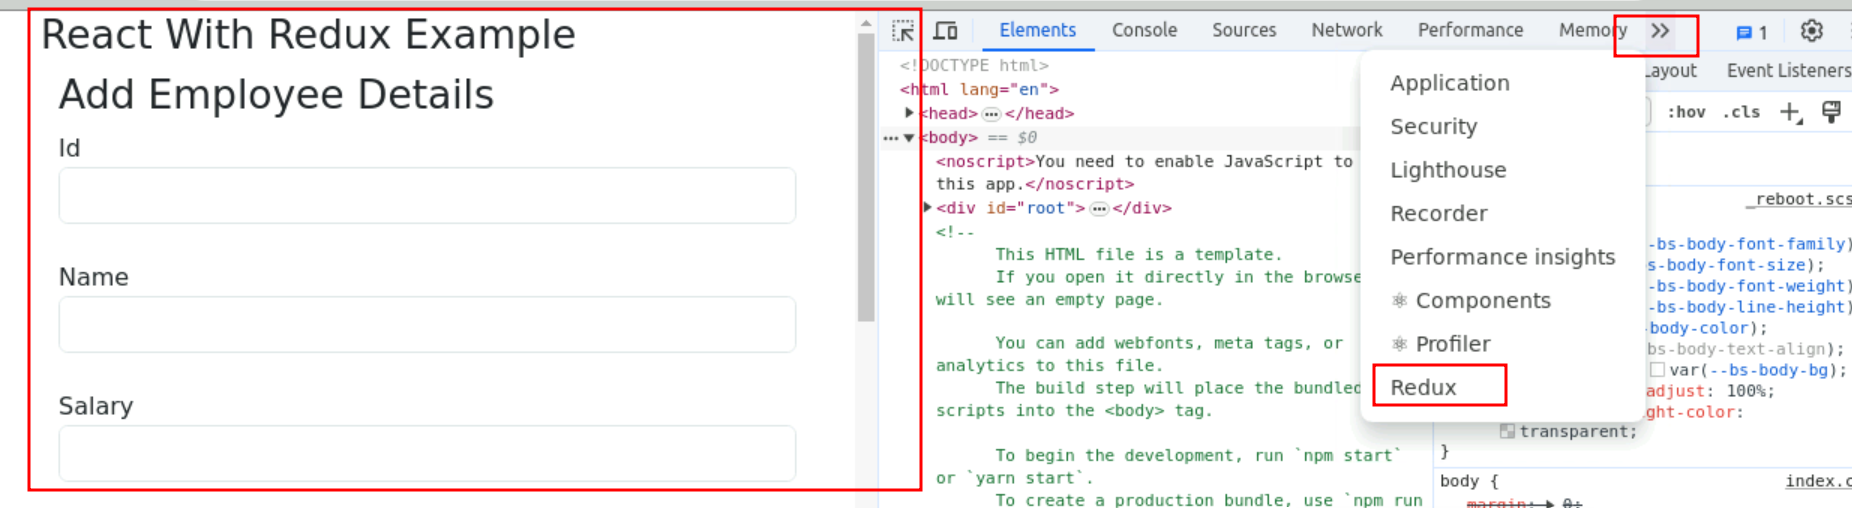 React With Redux Example
Add Employee Details
Id
Name
Salary
Elements Console Sources Network Performance Memory >> 1
<!DOCTYPE html>
<html lang="en">
<head> ... </head>
... <body> == $0
<noscript>You need to enable JavaScript to
this app.</noscript>
<div id="root"> ... </div>
<!--
This HTML file is a template.
If you open it directly in the browse
will see an empty page.
You can add webfonts, meta tags, or
analytics to this file.
The build step will place the bundled
scripts into the <body> tag.
To begin the development, run `npm start`
or `yarn start`.
To create a production bundle, use `npm run
Application
Security
Lighthouse
Recorder
Performance insights
Components
Profiler
Redux
Layout Event Listeners
:hov .cls
_reboot.scs
-bs-body-font-family)
s-body-font-size);
-bs-body-font-weight)
-bs-body-line-height)
body-color);
bs-body-text-align);
var(--bs-body-bg);
adjust: 100%;
ght-color:
transparent;
}
body { index.c
margin: 0;